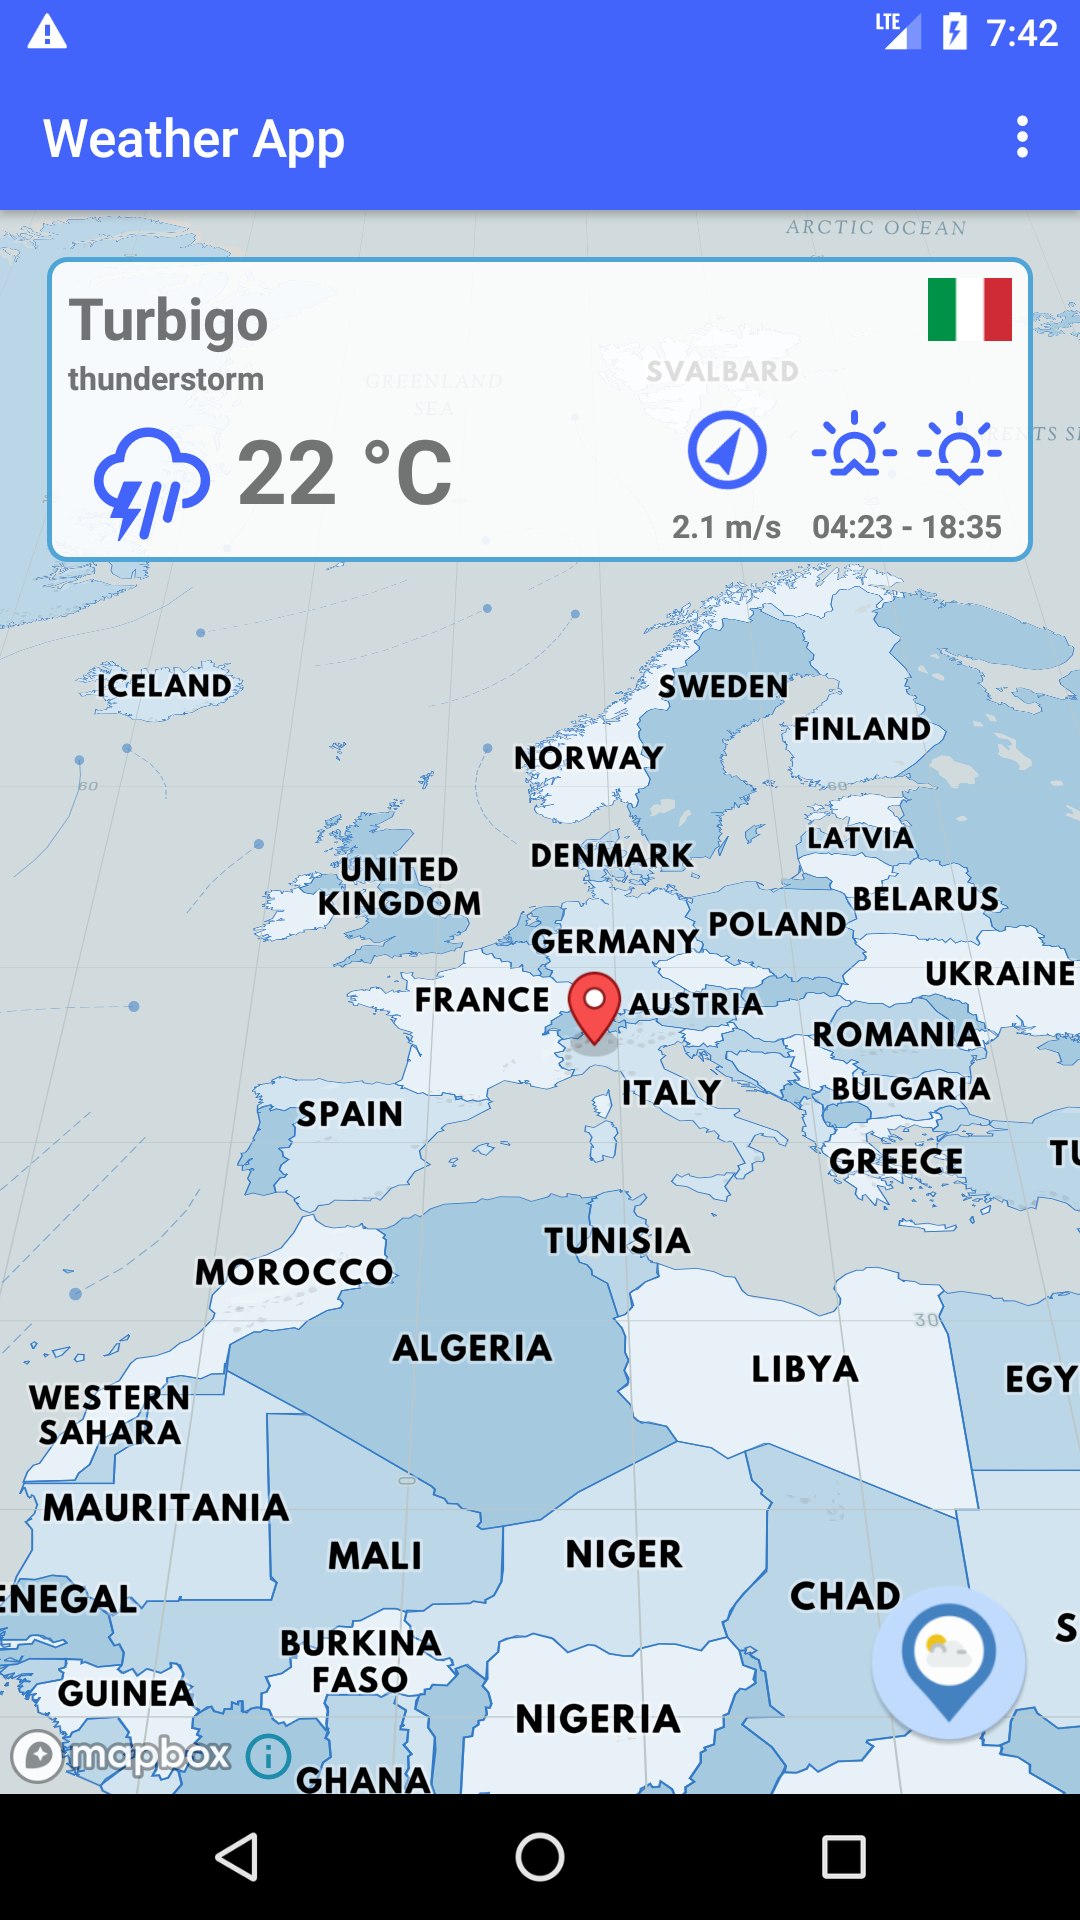 LTE 7:42
Weather App
ARCTIC OCEAN
Turbigo
thunderstorm
GREENLAND
SEA
SVALBARD
22 °C
2.1 m/s 04:23 - 18:35
ICELAND
SWEDEN
FINLAND
NORWAY
60
60
LATVIA
DENMARK
UNITED
KINGDOM
BELARUS
POLAND
GERMANY
UKRAINE
FRANCE
AUSTRIA
ROMANIA
BULGARIA
ITALY
SPAIN
GREECE
TU
TUNISIA
MOROCCO
30
ALGERIA
LIBYA
EGY
WESTERN
SAHARA
0
MAURITANIA
MALI
NIGER
CHAD
ENEGAL
S
BURKINA
FASO
GUINEA
NIGERIA
mapbox
GHANA